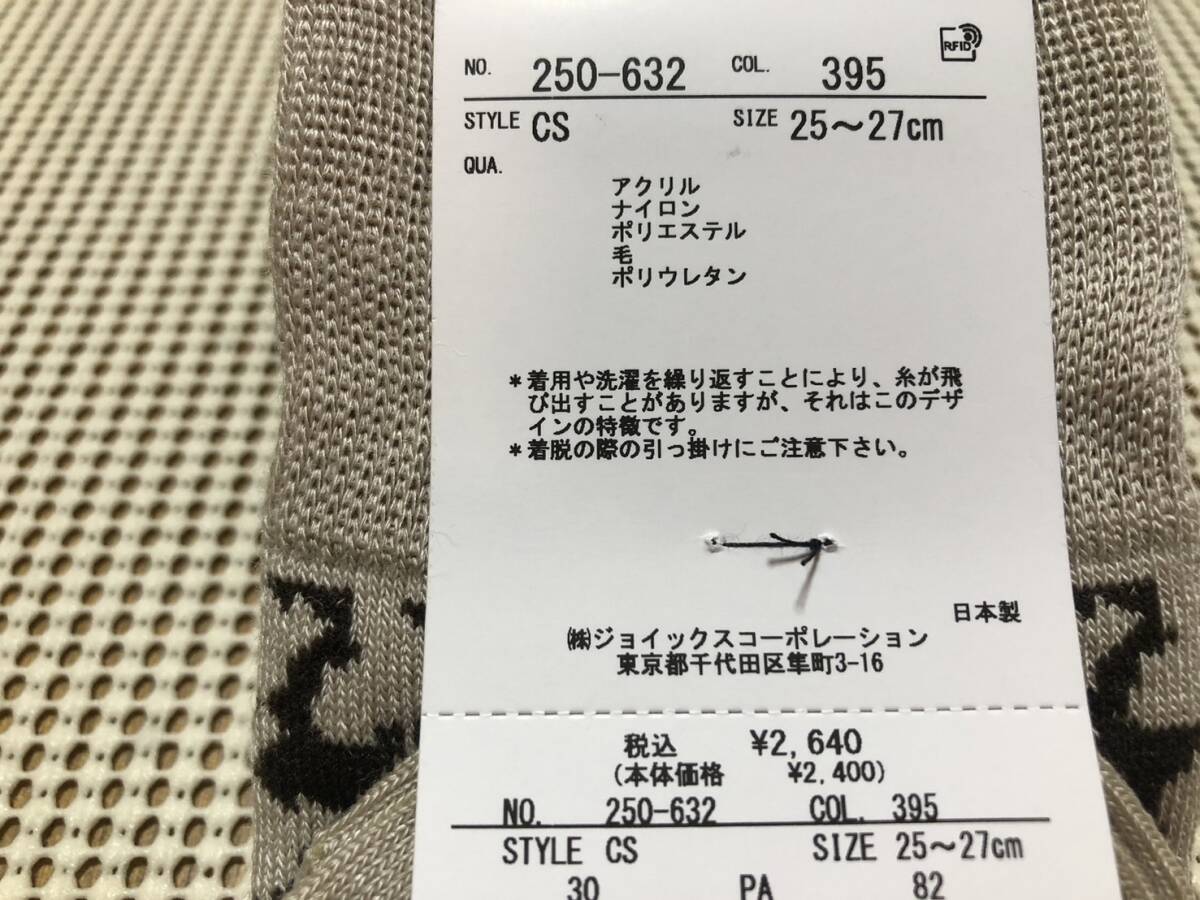 RFID
NO. 250-632 COL. 395
STYLE CS SIZE 25～27cm
QUA.
アクリル
ナイロン
ポリエステル
毛
ポリウレタン
＊着用や洗濯を繰り返すことにより、糸が飛
び出すことがありますが、それはこのデザ
インの特徴です。
＊着脱の際の引っ掛けにご注意下さい。
日本製
㈱ジョイックスコーポレーション
東京都千代田区隼町3-16
税込 ¥2,640
(本体価格 ¥2,400)
NO. 250-632 COL. 395
STYLE CS SIZE 25～27cm
30 PA 82